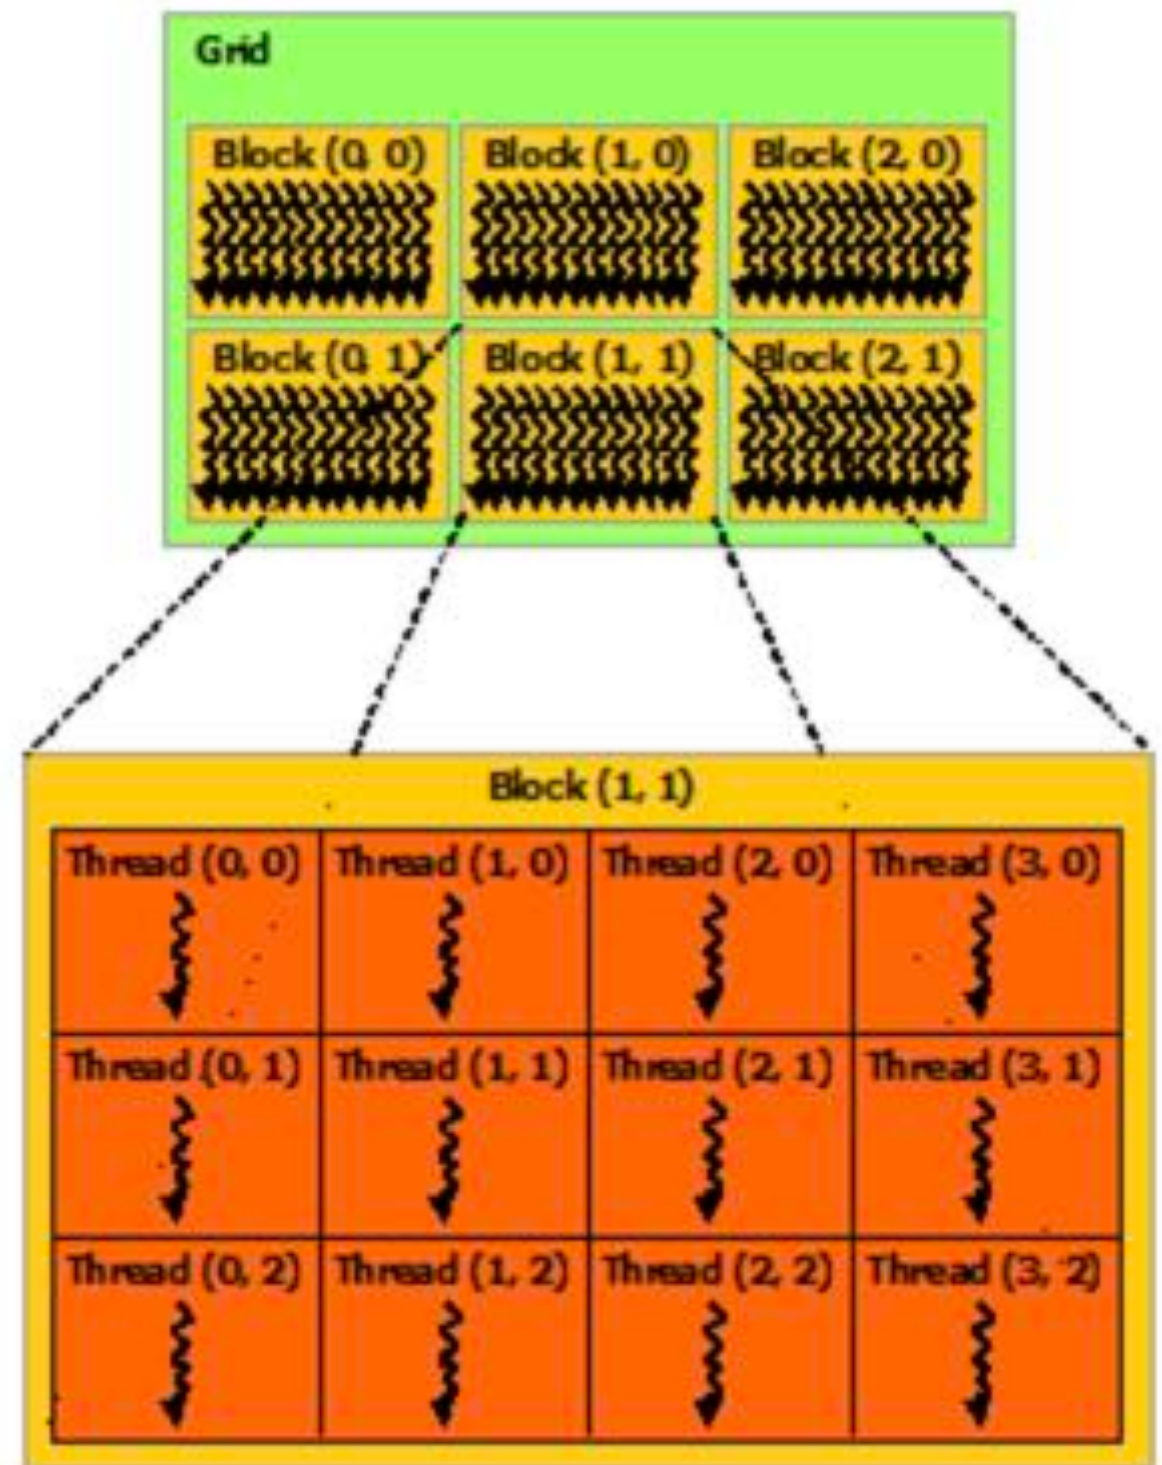 Grid
Block (0, 0) Block (1, 0) Block (2, 0)
Block (0, 1) Block (1, 1) Block (2, 1)
Block (1, 1)
Thread (0, 0) Thread (1, 0) Thread (2, 0) Thread (3, 0)
Thread (0, 1) Thread (1, 1) Thread (2, 1) Thread (3, 1)
Thread (0, 2) Thread (1, 2) Thread (2, 2) Thread (3, 2)